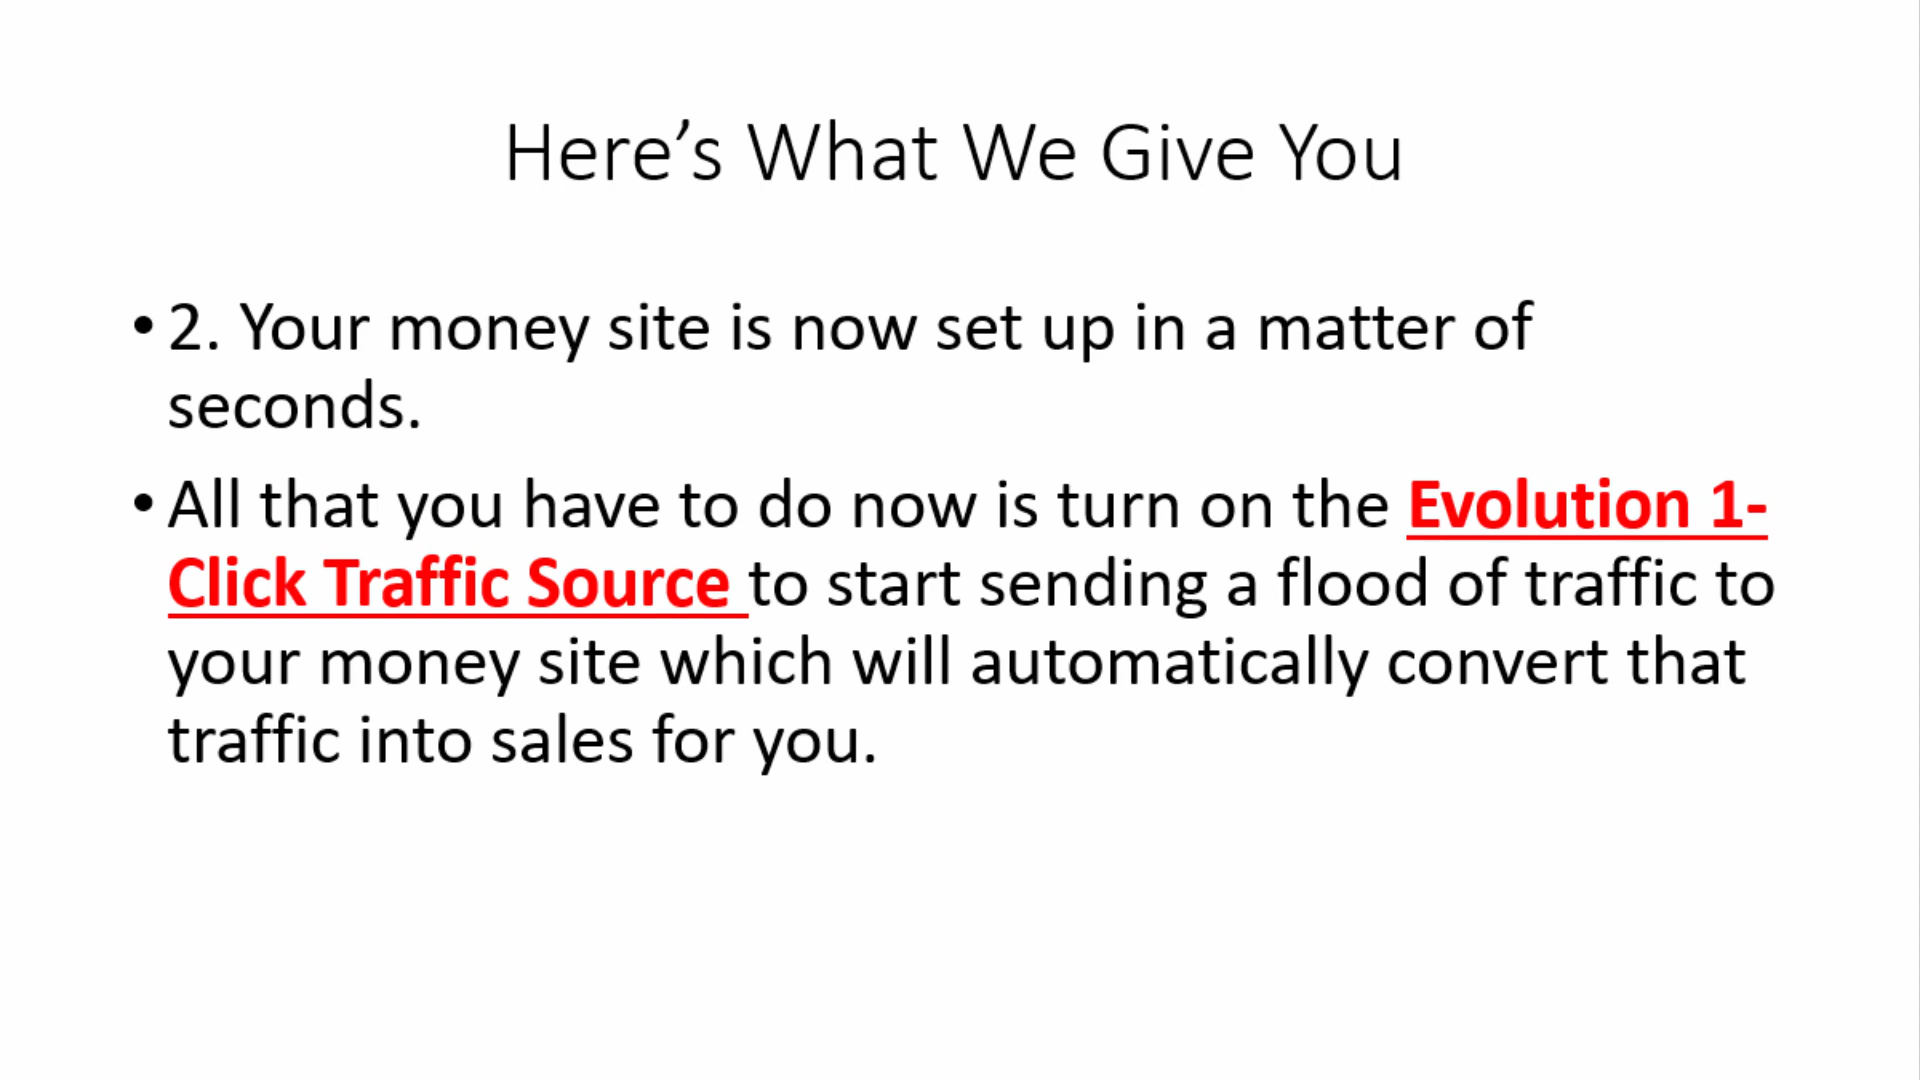 Here’s What We Give You
• 2. Your money site is now set up in a matter of
seconds.
• All that you have to do now is turn on the Evolution 1-
Click Traffic Source to start sending a flood of traffic to
your money site which will automatically convert that
traffic into sales for you.